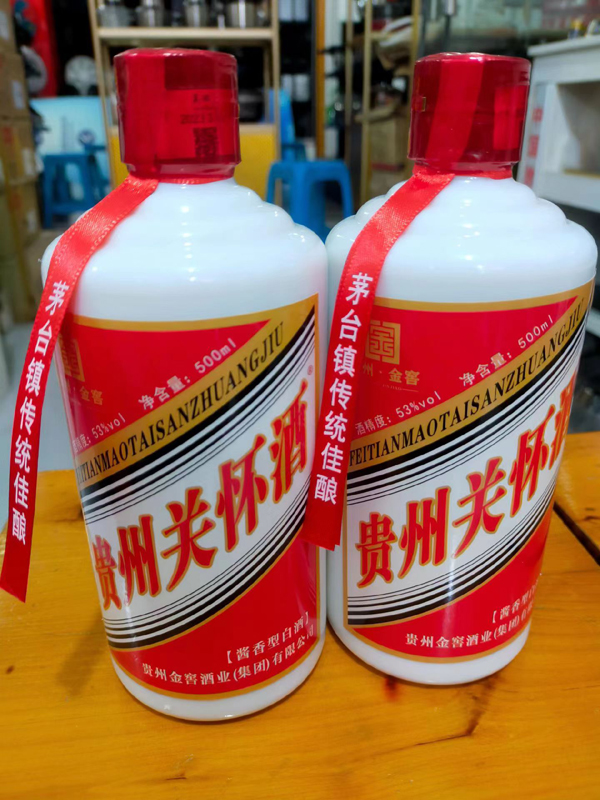 茅台镇传统佳酿
净含量：500ml
精度：53%vol
FEITIANMAOTAISANZHUANGJIU
贵州关怀酒
【酱香型白酒】
贵州金窖酒业(集团)有限公司
茅台镇传统佳酿
州·金窖
净含量：500ml
酒精度：53%vol
FEITIANMAOTAISANZHUANGJIU
贵州关怀酒
【酱香型白酒
贵州金窖酒业(集团)有限